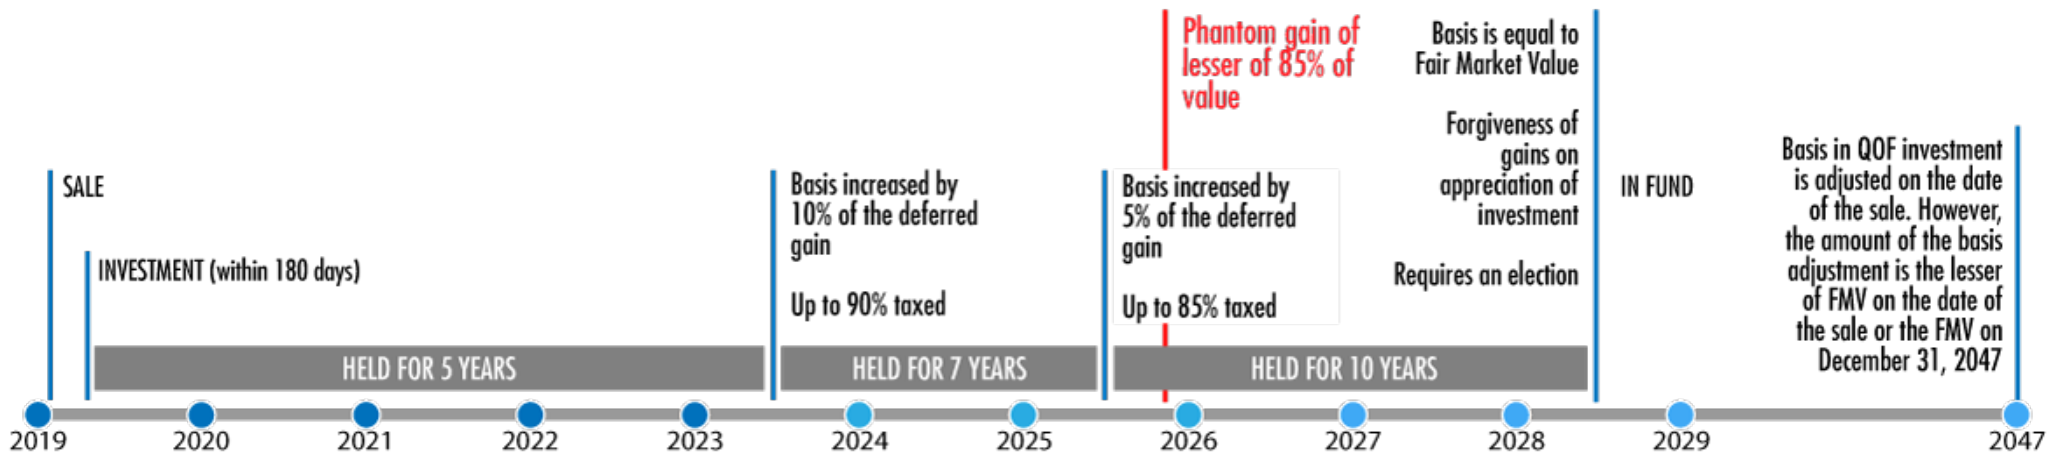 SALE
INVESTMENT (within 180 days)
Basis increased by
10% of the deferred
gain
Up to 90% taxed
Basis increased by
5% of the deferred
gain
Up to 85% taxed
Phantom gain of
lesser of 85% of
value
Basis is equal to
Fair Market Value
Forgiveness of
gains on
appreciation of
investment
Requires an election
IN FUND
Basis in QOF investment
is adjusted on the date
of the sale. However,
the amount of the basis
adjustment is the lesser
of FMV on the date of
the sale or the FMV on
December 31, 2047
HELD FOR 5 YEARS
HELD FOR 7 YEARS
HELD FOR 10 YEARS
2019
2020
2021
2022
2023
2024
2025
2026
2027
2028
2029
2047